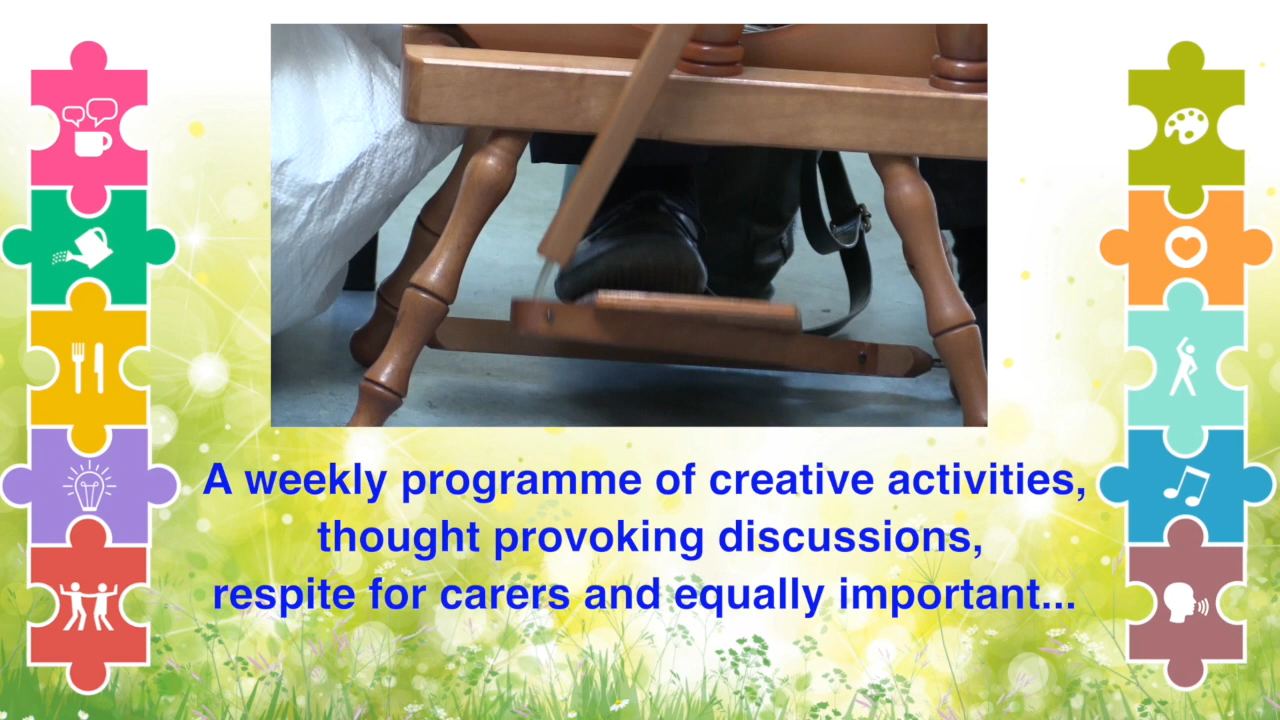 A weekly programme of creative activities,
thought provoking discussions,
respite for carers and equally important...